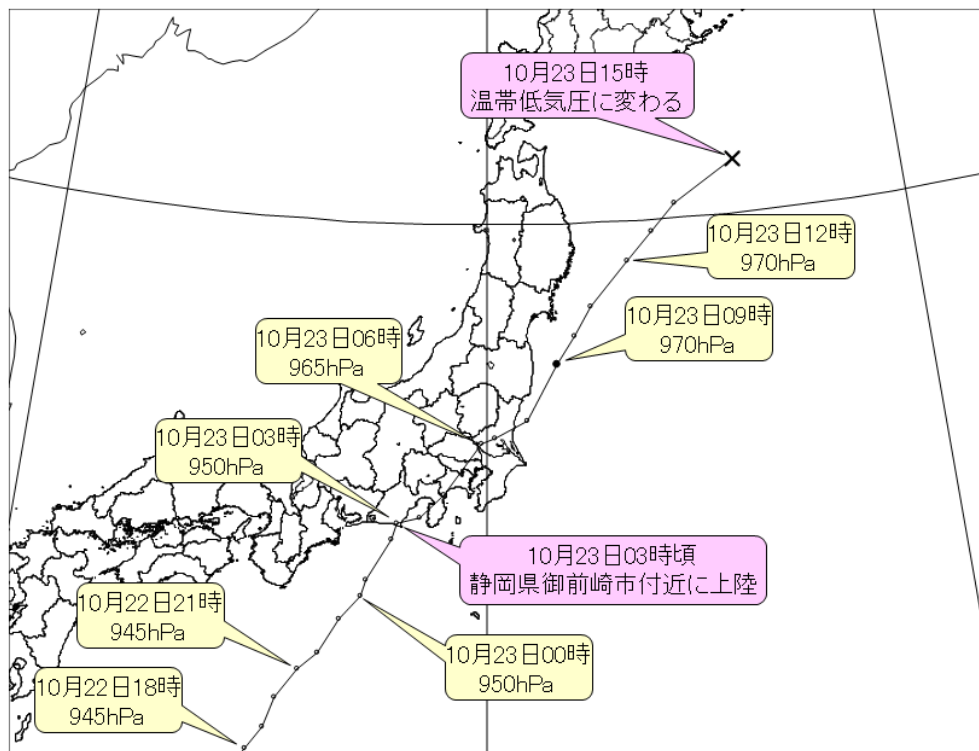 10月23日15時
温帯低気圧に変わる
10月23日12時
970hPa
10月23日09時
970hPa
10月23日06時
965hPa
10月23日03時
950hPa
10月23日03時頃
静岡県御前崎市付近に上陸
10月22日21時
945hPa
10月23日00時
950hPa
10月22日18時
945hPa